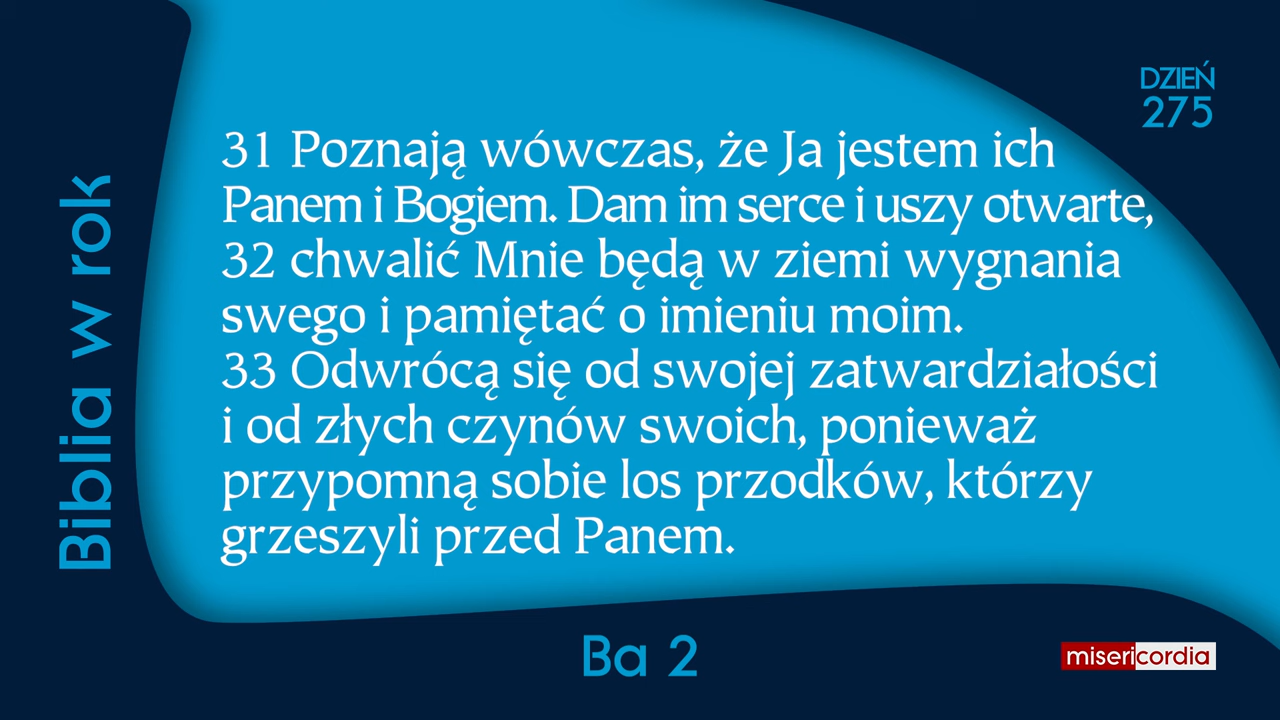 DZIEŃ
275
Biblia w rok
31 Poznają wówczas, że Ja jestem ich
Panem i Bogiem. Dam im serce i uszy otwarte,
32 chwalić Mnie będą w ziemi wygnania
swego i pamiętać o imieniu moim.
33 Odwrócą się od swojej zatwardziałości
i od złych czynów swoich, ponieważ
przypomną sobie los przodków, którzy
grzeszyli przed Panem.
Ba 2
misericordia